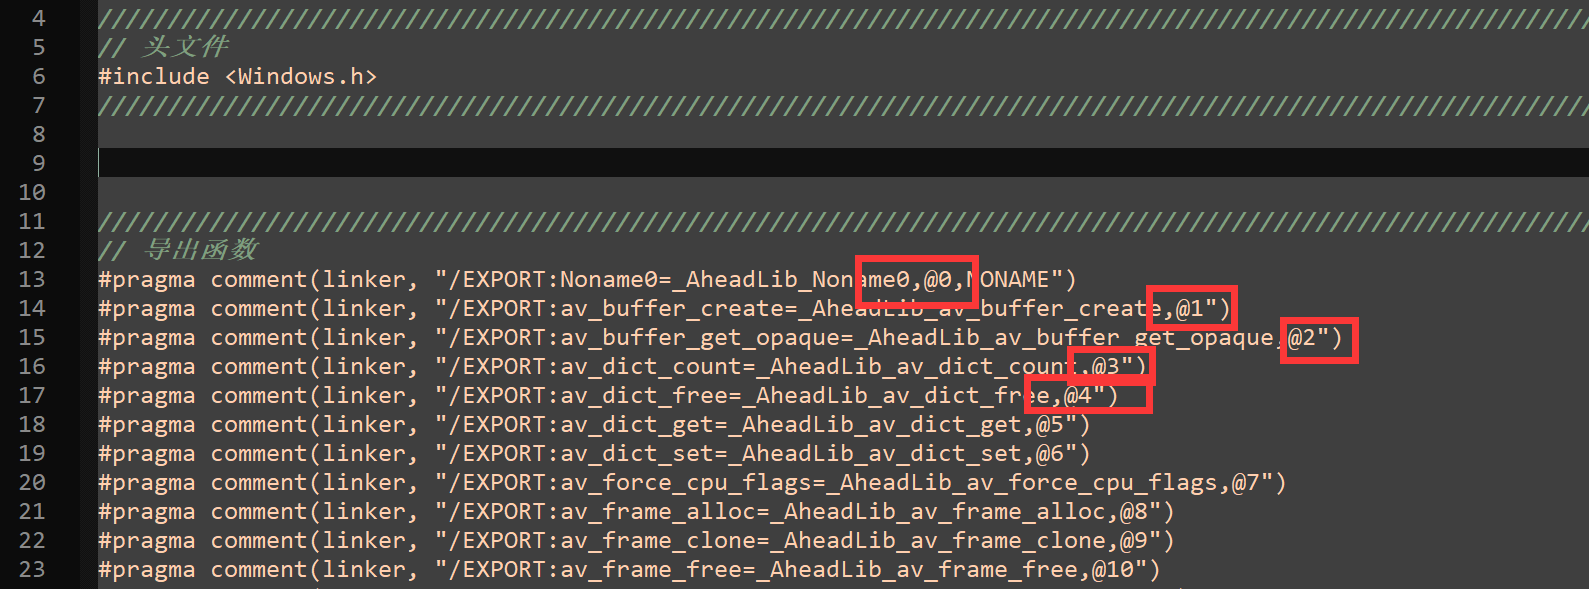 4 ////////////////////////////////////////////////////////////////////////////////////////////////////
5 // 头文件
6 #include <Windows.h>
7 ////////////////////////////////////////////////////////////////////////////////////////////////////
8
9
10
11 ////////////////////////////////////////////////////////////////////////////////////////////////////
12 // 导出函数
13 #pragma comment(linker, "/EXPORT:Noname0=_AheadLib_Noname0,@0,NONAME")
14 #pragma comment(linker, "/EXPORT:av_buffer_create=_AheadLib_av_buffer_create,@1")
15 #pragma comment(linker, "/EXPORT:av_buffer_get_opaque=_AheadLib_av_buffer_get_opaque,@2")
16 #pragma comment(linker, "/EXPORT:av_dict_count=_AheadLib_av_dict_count,@3")
17 #pragma comment(linker, "/EXPORT:av_dict_free=_AheadLib_av_dict_free,@4")
18 #pragma comment(linker, "/EXPORT:av_dict_get=_AheadLib_av_dict_get,@5")
19 #pragma comment(linker, "/EXPORT:av_dict_set=_AheadLib_av_dict_set,@6")
20 #pragma comment(linker, "/EXPORT:av_force_cpu_flags=_AheadLib_av_force_cpu_flags,@7")
21 #pragma comment(linker, "/EXPORT:av_frame_alloc=_AheadLib_av_frame_alloc,@8")
22 #pragma comment(linker, "/EXPORT:av_frame_clone=_AheadLib_av_frame_clone,@9")
23 #pragma comment(linker, "/EXPORT:av_frame_free=_AheadLib_av_frame_free,@10")